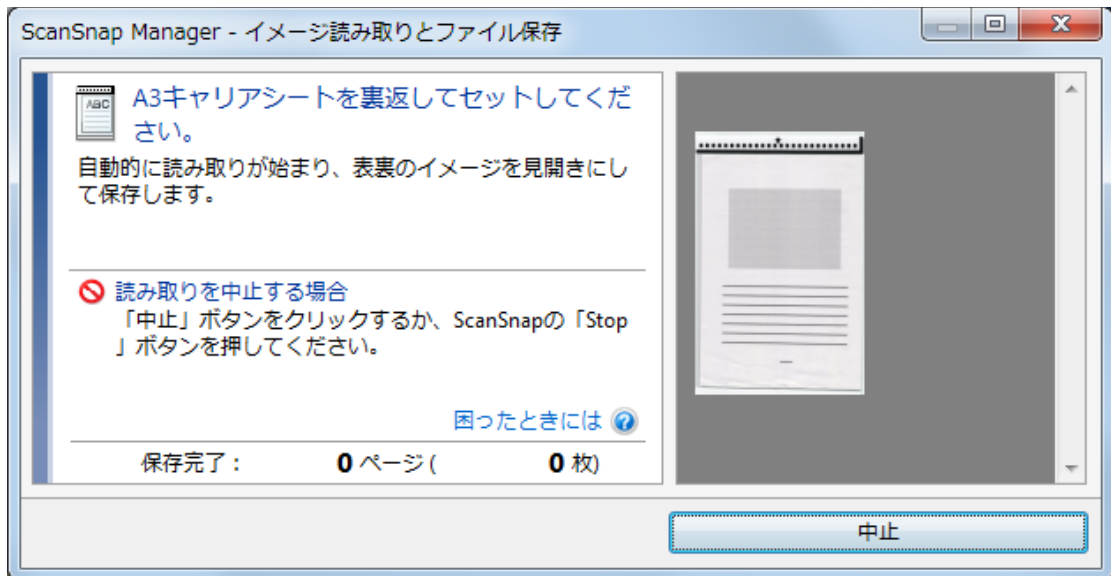 ScanSnap Manager - イメージ読み取りとファイル保存
ABC
A3キャリアシートを裏返してセットしてくだ
さい。
自動的に読み取りが始まり、表裏のイメージを見開きにし
て保存します。
読み取りを中止する場合
「中止」ボタンをクリックするか、ScanSnapの「Stop
」ボタンを押してください。
困ったときには ?
保存完了： 0 ページ ( 0 枚)
中止